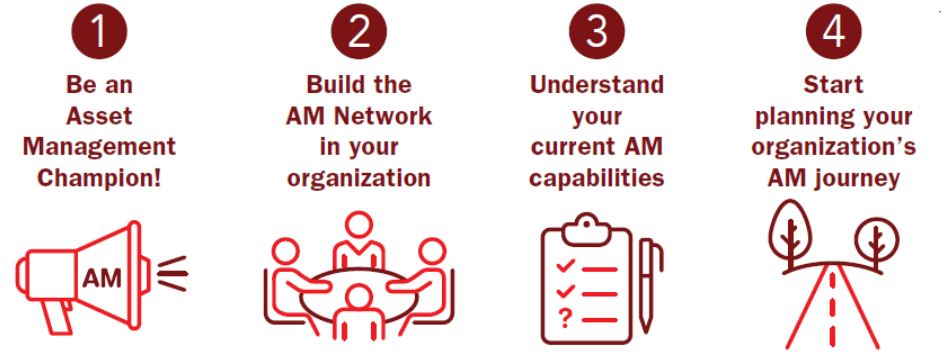 1
Be an
Asset
Management
Champion!
AM
2
Build the
AM Network
in your
organization
3
Understand
your
current AM
capabilities
?
4
Start
planning your
organization's
AM journey